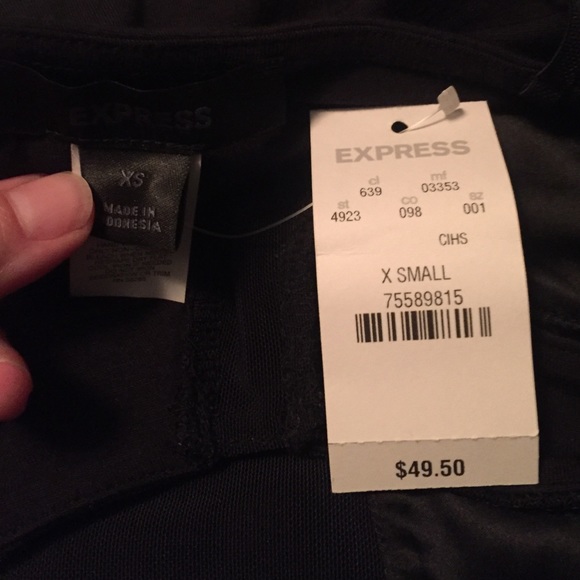 EXPRESS
XS
MADE IN
DONESIA
EXPRESS
cl mf
639 03353
st co sz
4923 098 001
CIHS
X SMALL
75589815
$49.50